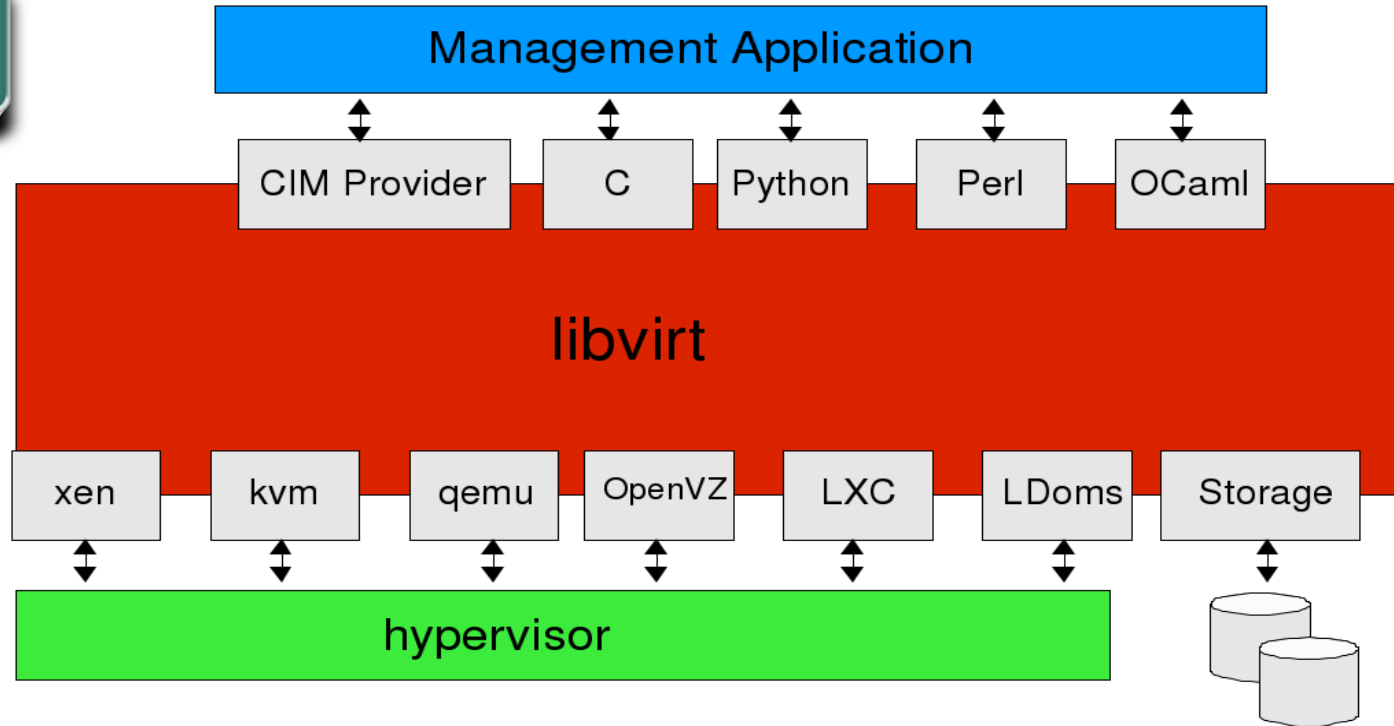 Management Application
CIM Provider
C
Python
Perl
OCaml
libvirt
xen
kvm
qemu
OpenVZ
LXC
LDoms
Storage
hypervisor